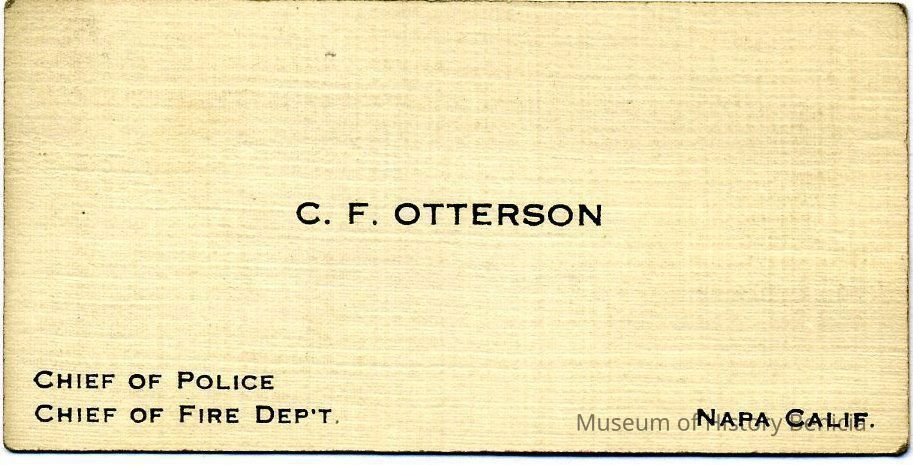 C. F. OTTERSON
CHIEF OF POLICE
CHIEF OF FIRE DEP'T.
NAPA CALIF.
Museum of History Benicia